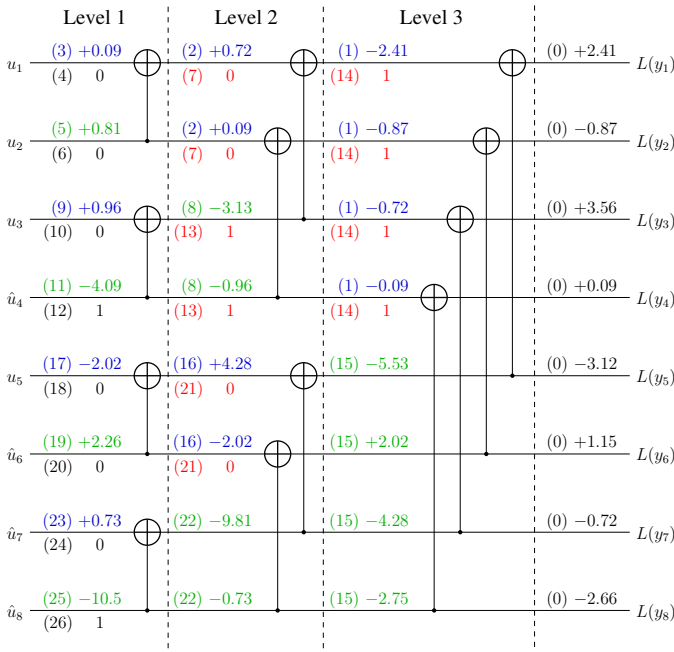 Level 1 Level 2 Level 3
(3) +0.09 (2) +0.72 (1) −2.41 (0) +2.41
u₁ L(y₁)
(4) 0 (7) 0 (14) 1
(5) +0.81 (2) +0.09 (1) −0.87 (0) −0.87
u₂ L(y₂)
(6) 0 (7) 0 (14) 1
(9) +0.96 (8) −3.13 (1) −0.72 (0) +3.56
u₃ L(y₃)
(10) 0 (13) 1 (14) 1
(11) −4.09 (8) −0.96 (1) −0.09 (0) +0.09
û₄ L(y₄)
(12) 1 (13) 1 (14) 1
(17) −2.02 (16) +4.28 (15) −5.53 (0) −3.12
u₅ L(y₅)
(18) 0 (21) 0
(19) +2.26 (16) −2.02 (15) +2.02 (0) +1.15
û₆ L(y₆)
(20) 0 (21) 0
(23) +0.73 (22) −9.81 (15) −4.28 (0) −0.72
û₇ L(y₇)
(24) 0
(25) −10.5 (22) −0.73 (15) −2.75 (0) −2.66
û₈ L(y₈)
(26) 1